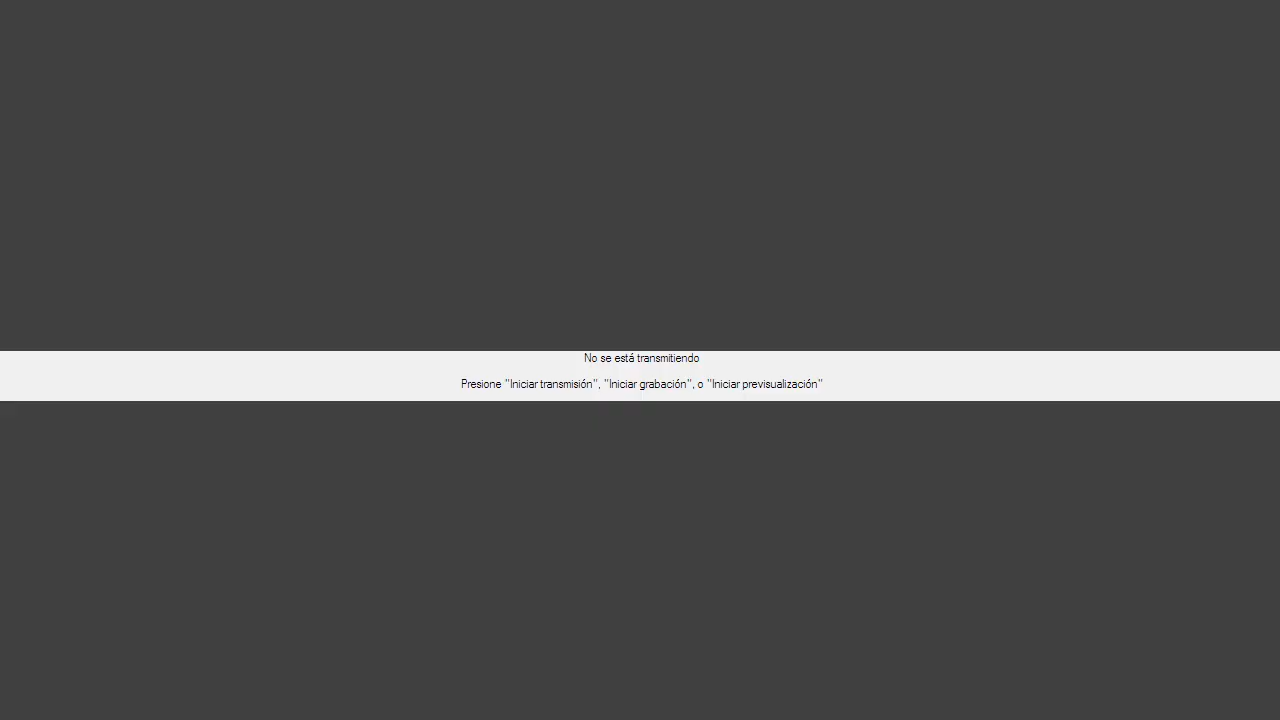 No se está transmitiendo
Presione "Iniciar transmisión", "Iniciar grabación", o "Iniciar previsualización"